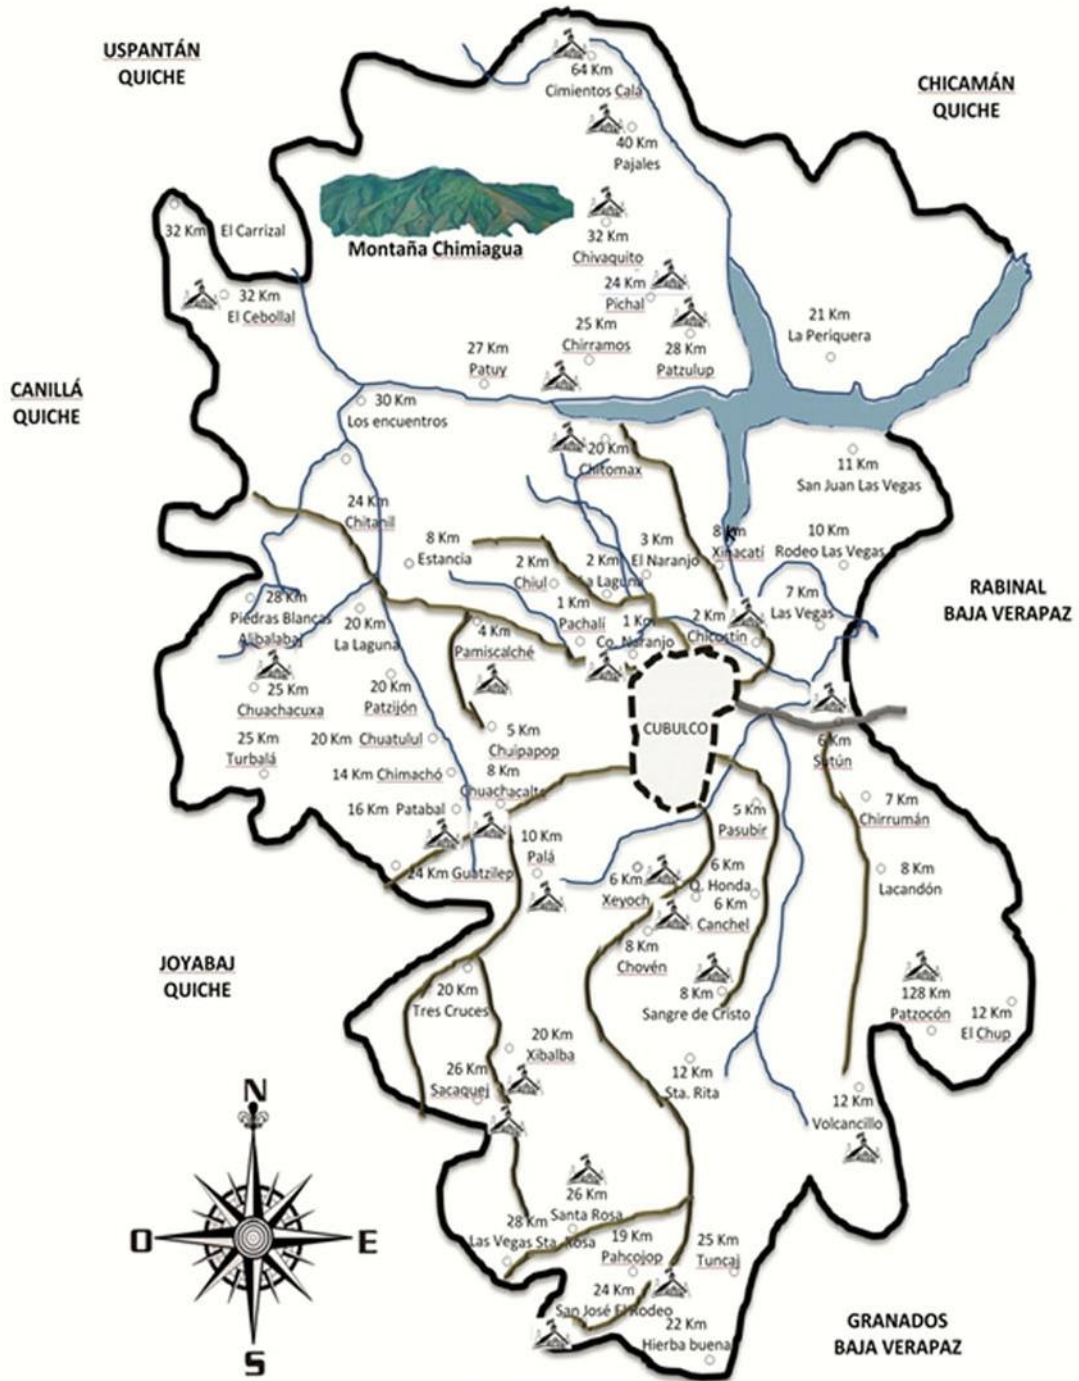 USPANTÁN
QUICHE
CHICAMÁN
QUICHE
64 Km
Cimientos Calá
40 Km
Pajales
Montaña Chimiagua
32 Km
El Carrizal
32 Km
Chivaquito
24 Km
Pichal
32 Km
El Cebollal
25 Km
Chirramos
28 Km
Patzulup
21 Km
La Periquera
27 Km
Patuy
CANILLÁ
QUICHE
30 Km
Los encuentros
20 Km
Chitomax
11 Km
San Juan Las Vegas
24 Km
Chitanil
8 Km
Estancia
3 Km
El Naranjo
8 Km
Xinacatí
10 Km
Rodeo Las Vegas
2 Km
Chiul
2 Km
La Laguna
7 Km
Las Vegas
RABINAL
BAJA VERAPAZ
28 Km
Piedras Blancas
Alibalabaj
20 Km
La Laguna
1 Km
Pachalí
1 Km
Co. Naranjo
2 Km
Chicostín
4 Km
Pamiscalché
25 Km
Chuachacuxa
20 Km
Patzijón
25 Km
Turbalá
20 Km Chuatulul
5 Km
Chuipapop
CUBULCO
6 Km
Sutún
14 Km Chimachó
8 Km
Chuachacalte
16 Km Patabal
5 Km
Pasubir
7 Km
Chirrumán
10 Km
Palá
24 Km Guatzilep
6 Km
Xeyoch
6 Km
Q. Honda
8 Km
Lacandón
6 Km
Canchel
8 Km
Chovén
JOYABAJ
QUICHE
20 Km
Tres Cruces
8 Km
Sangre de Cristo
128 Km
Patzocón
12 Km
El Chup
20 Km
Xibalba
26 Km
Sacaquej
12 Km
Sta. Rita
12 Km
Volcancillo
N
O
E
S
26 Km
Santa Rosa
28 Km
Las Vegas Sta. Rosa
19 Km
Pahcojop
25 Km
Tuncaj
24 Km
San José El Rodeo
22 Km
Hierba buena
GRANADOS
BAJA VERAPAZ